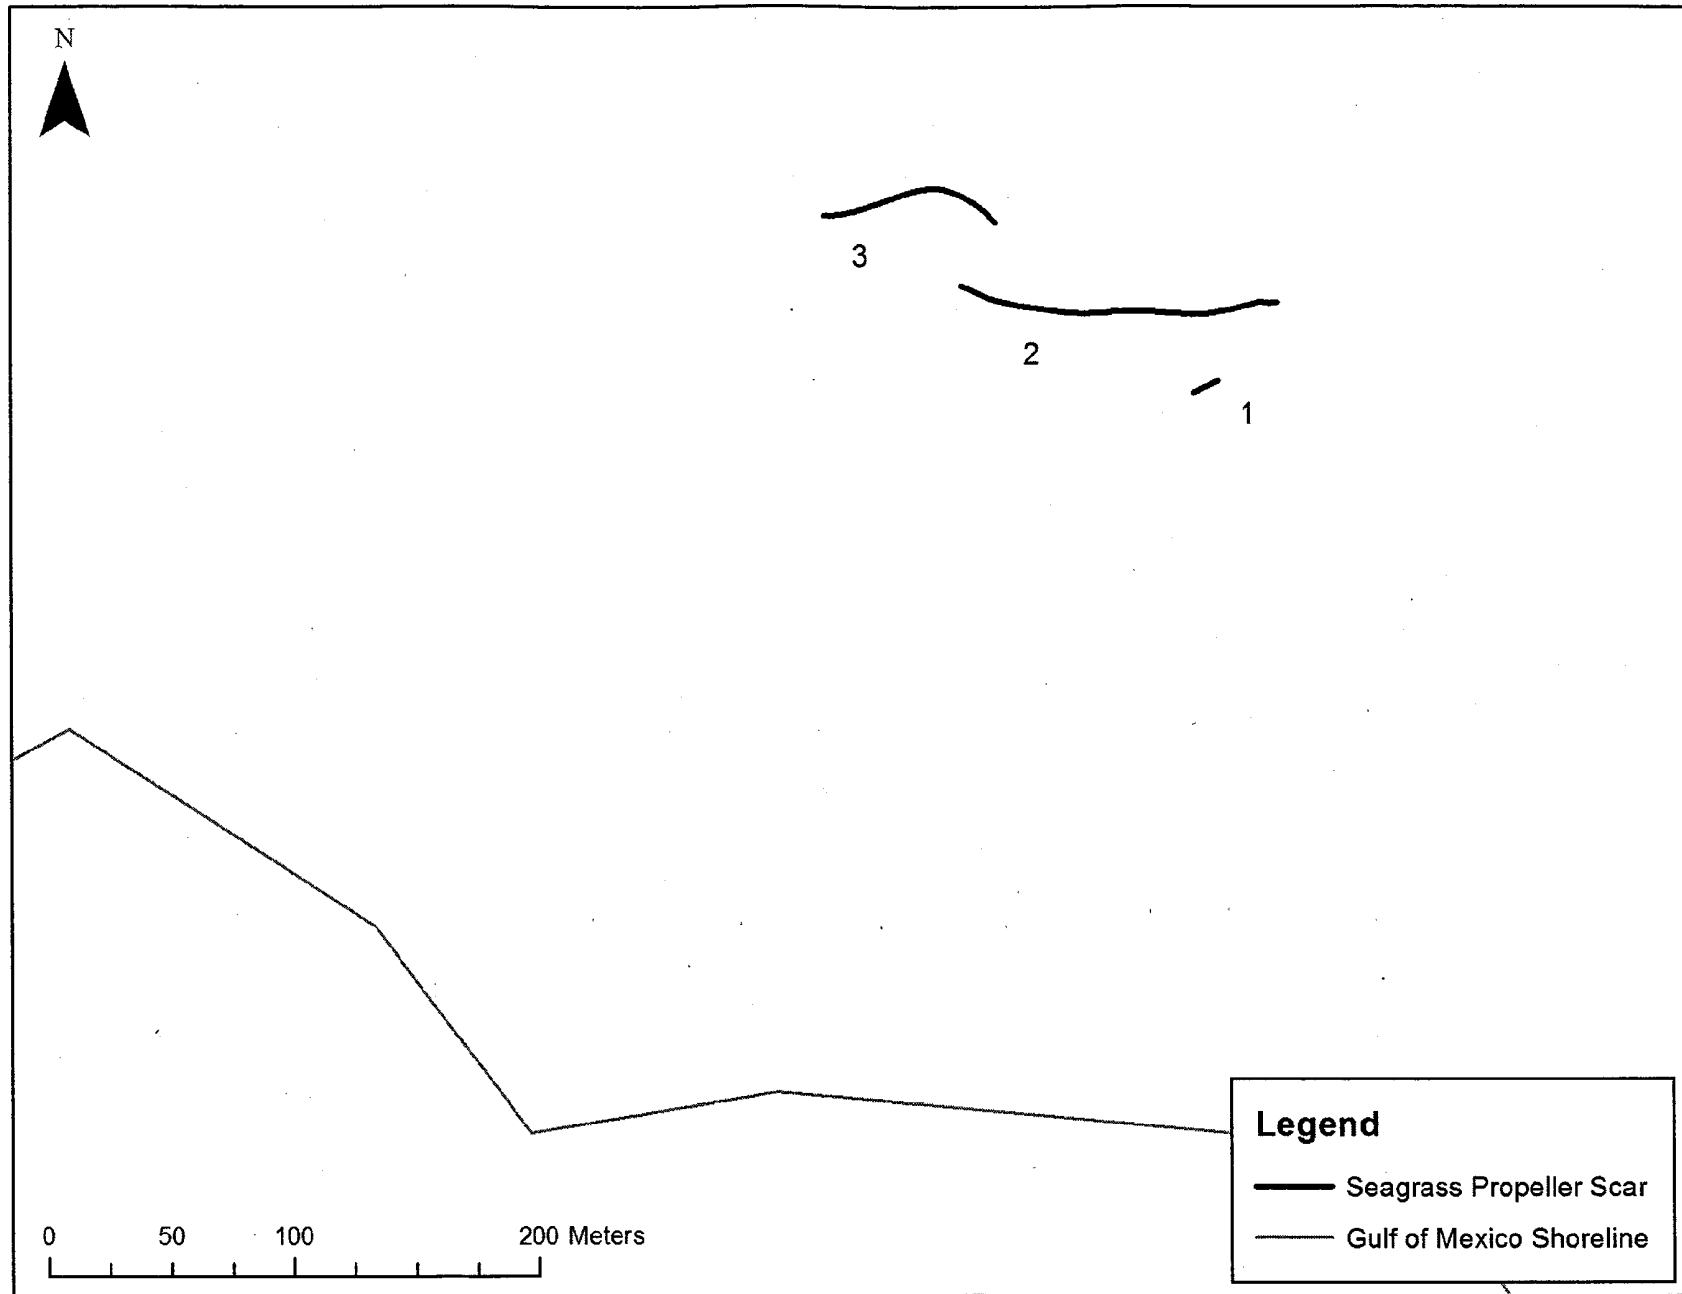 N
3
2
1
Legend
Seagrass Propeller Scar
Gulf of Mexico Shoreline
0 50 100 200 Meters